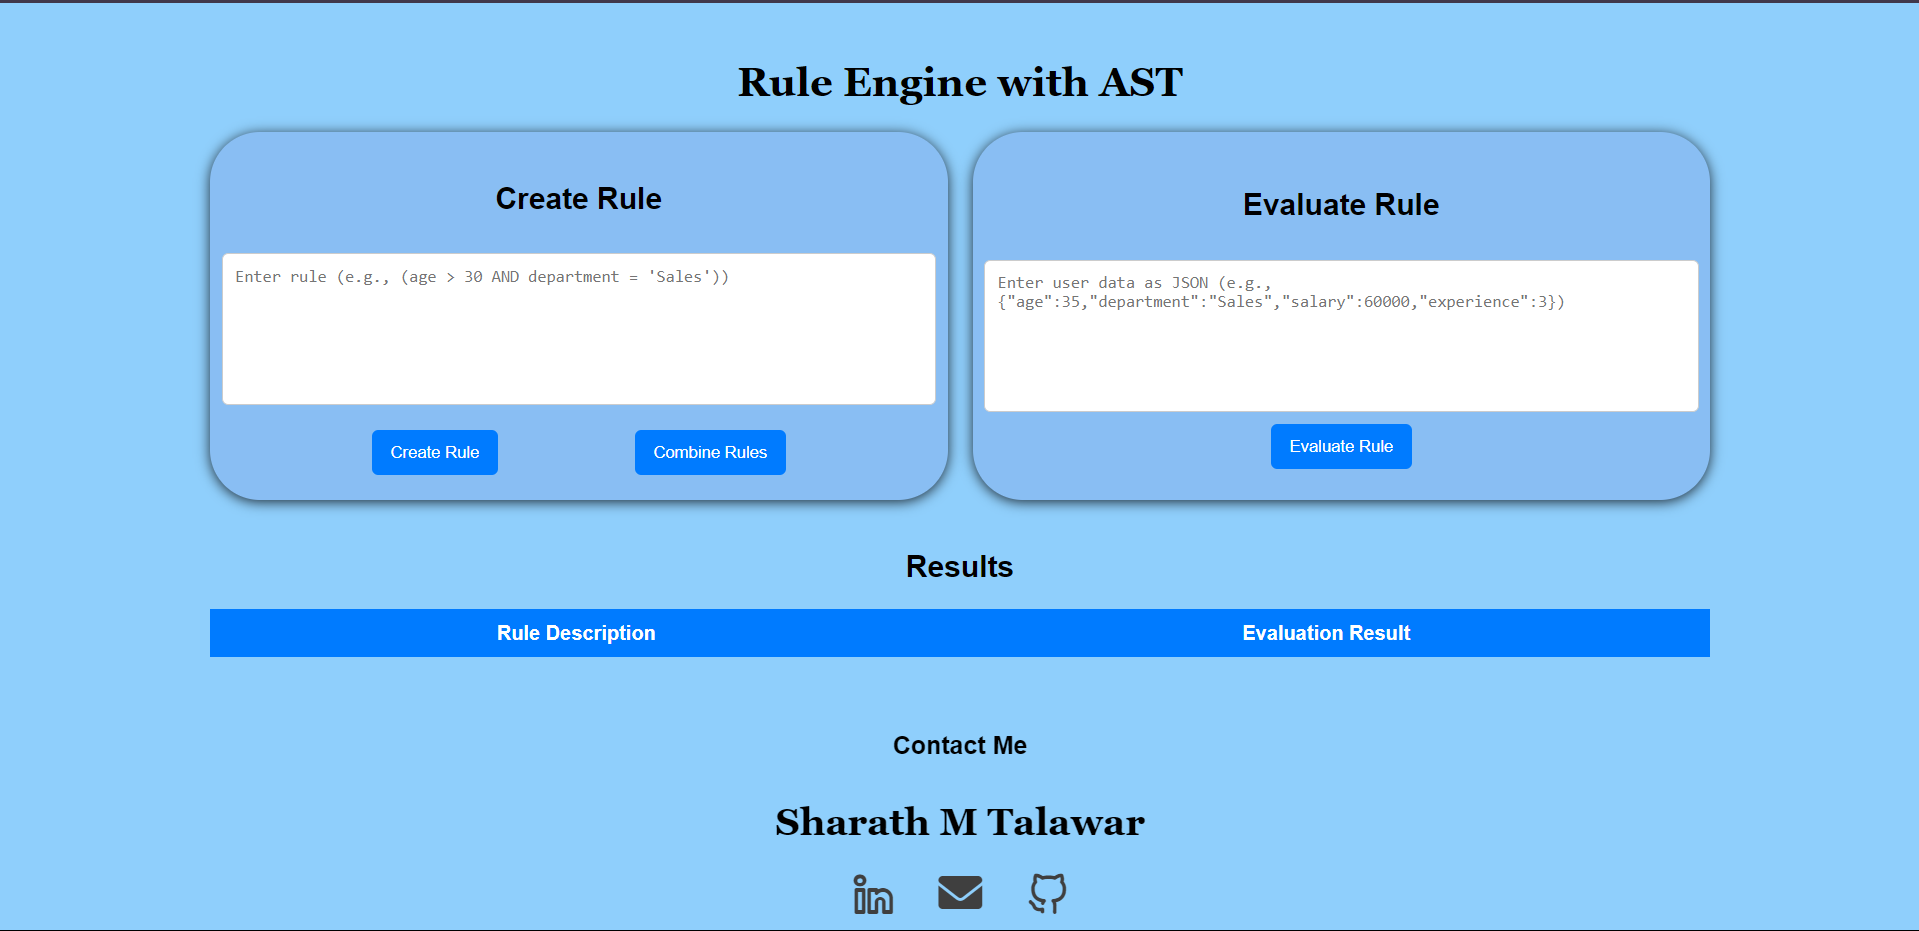 Rule Engine with AST
Create Rule
Enter rule (e.g., (age > 30 AND department = 'Sales'))
Create Rule
Combine Rules
Evaluate Rule
Enter user data as JSON (e.g.,
{"age":35,"department":"Sales","salary":60000,"experience":3})
Evaluate Rule
Results
Rule Description
Evaluation Result
Contact Me
Sharath M Talawar